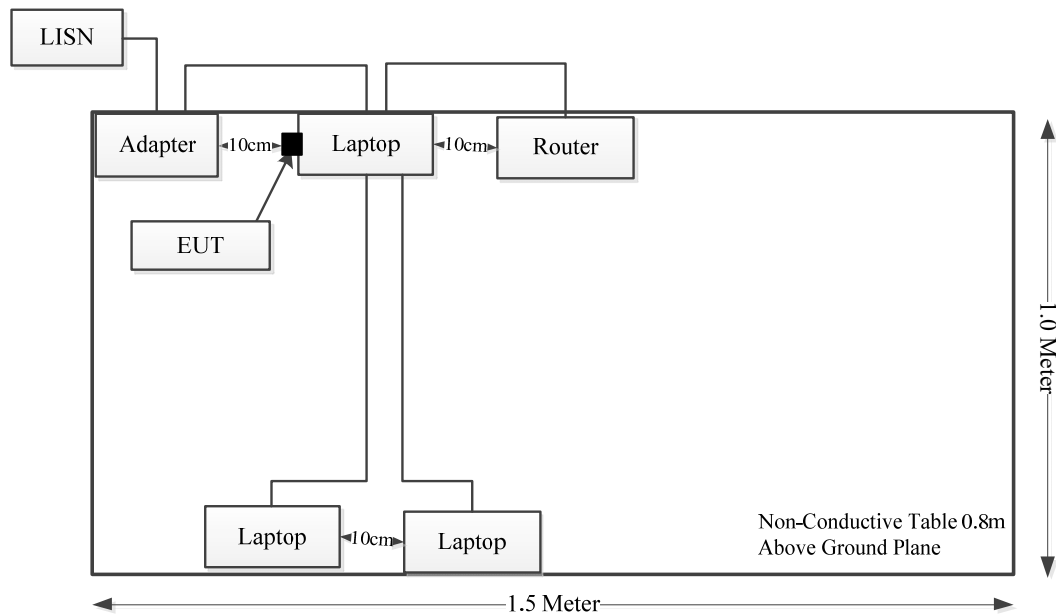 LISN
Adapter
10cm
Laptop
10cm
Router
EUT
1.0 Meter
Laptop
10cm
Laptop
Non-Conductive Table 0.8m
Above Ground Plane
1.5 Meter